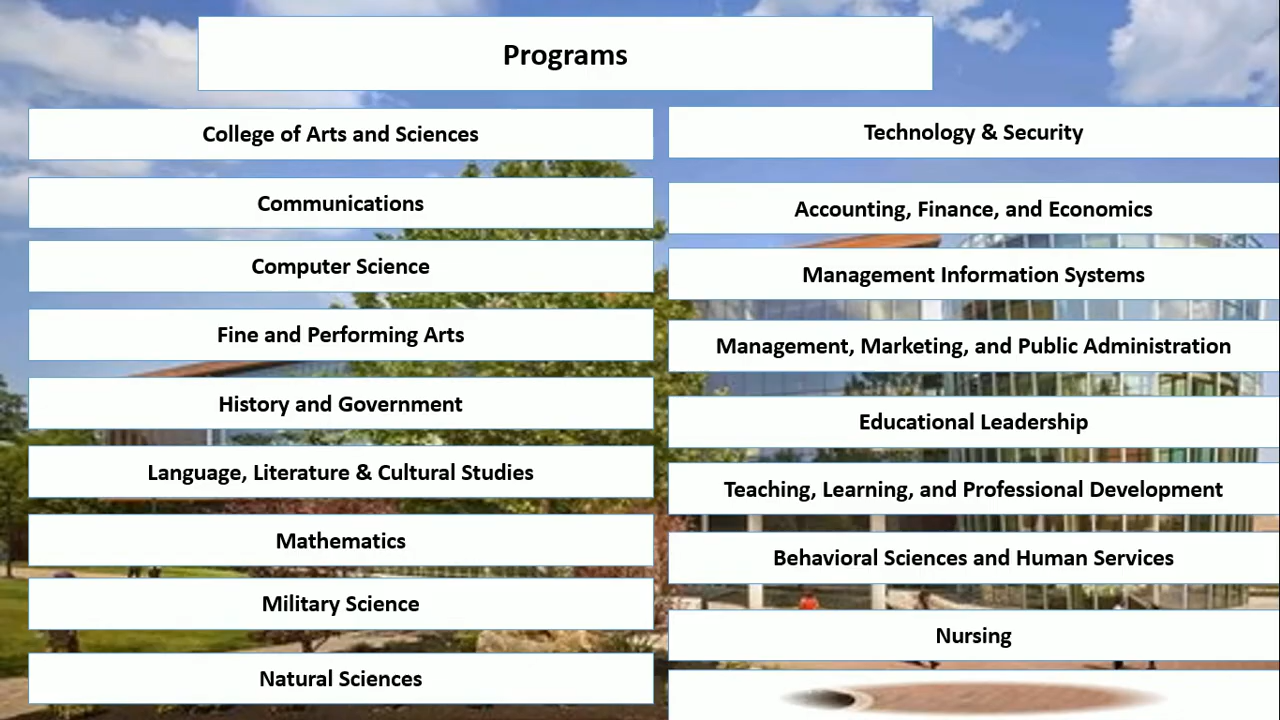 Programs
College of Arts and Sciences
Communications
Computer Science
Fine and Performing Arts
History and Government
Language, Literature & Cultural Studies
Mathematics
Military Science
Natural Sciences
Technology & Security
Accounting, Finance, and Economics
Management Information Systems
Management, Marketing, and Public Administration
Educational Leadership
Teaching, Learning, and Professional Development
Behavioral Sciences and Human Services
Nursing